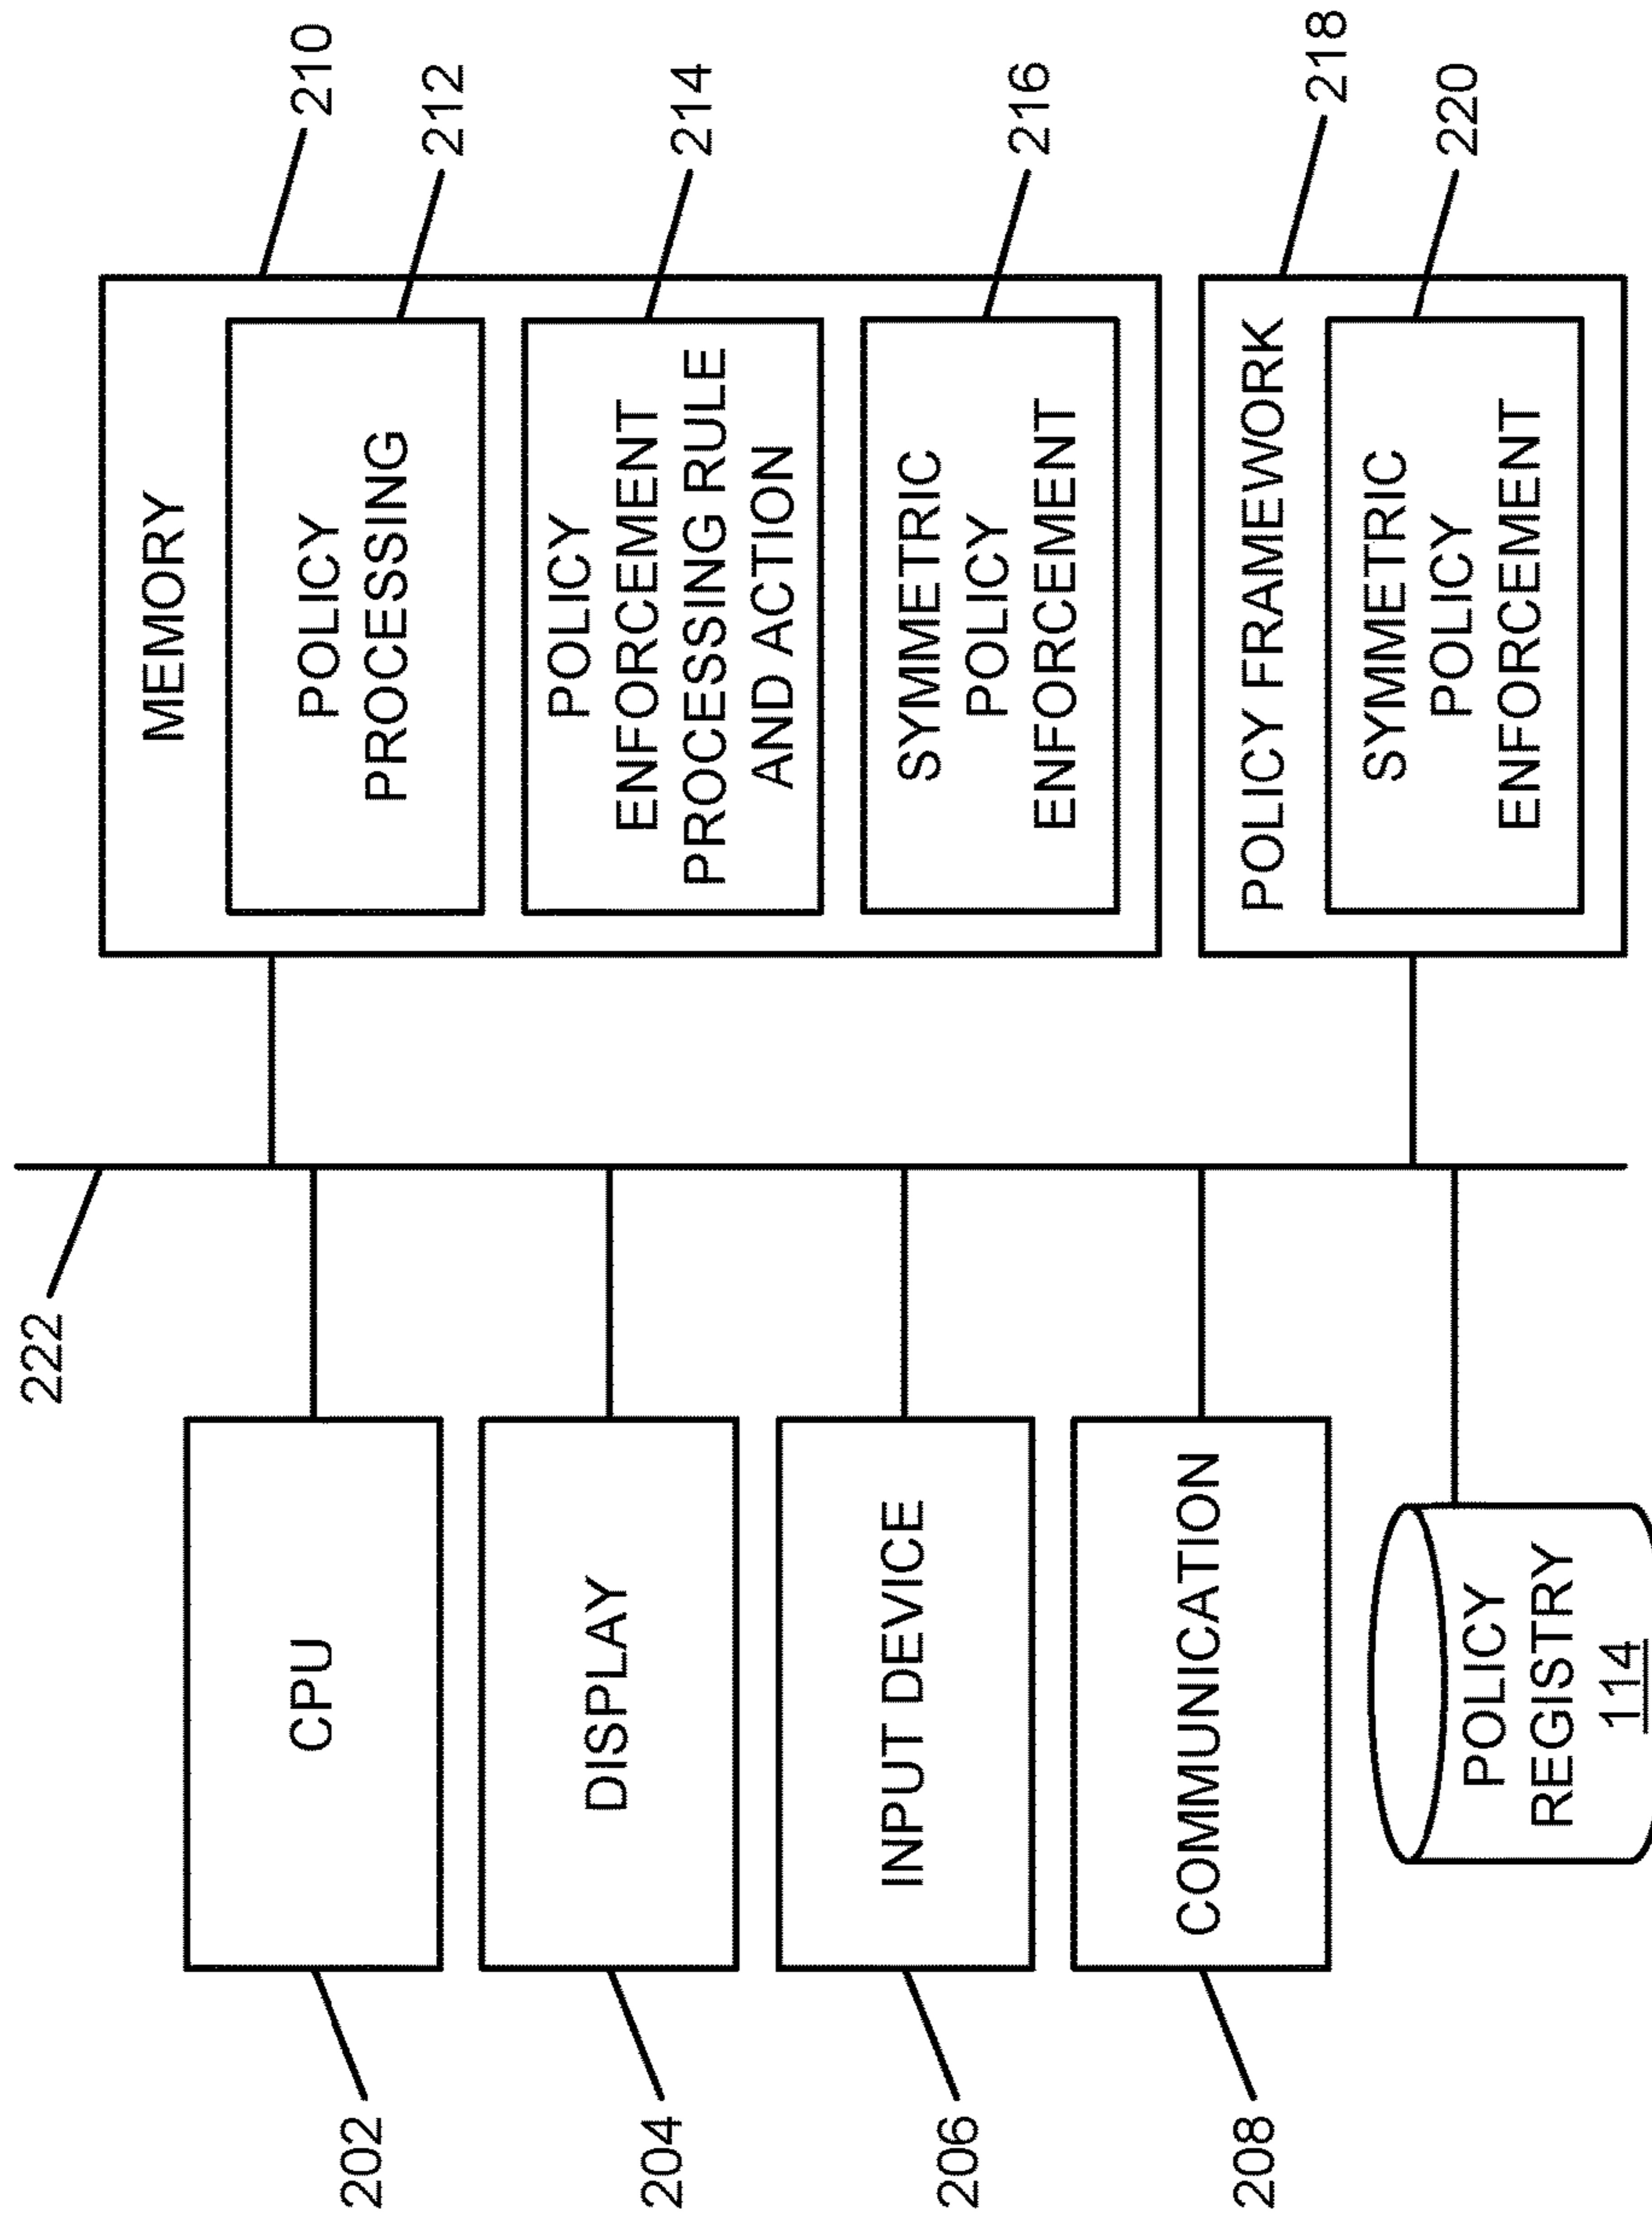 222
202
CPU
204
DISPLAY
206
INPUT DEVICE
208
COMMUNICATION
POLICY
REGISTRY
114
MEMORY
210
POLICY
PROCESSING
212
POLICY
ENFORCEMENT
PROCESSING RULE
AND ACTION
214
SYMMETRIC
POLICY
ENFORCEMENT
216
POLICY FRAMEWORK
218
SYMMETRIC
POLICY
ENFORCEMENT
220